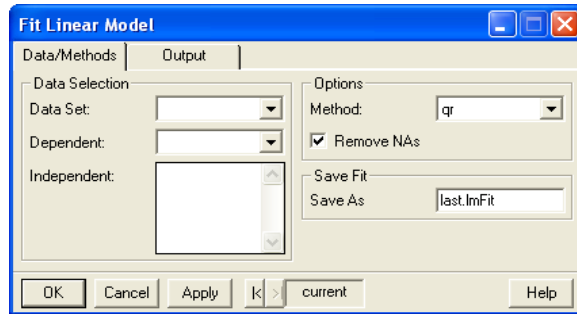 Fit Linear Model
Data/Methods Output
Data Selection
Data Set:
Dependent:
Independent:
Options
Method: qr
Remove NAs
Save Fit
Save As last.lmFit
OK Cancel Apply current Help